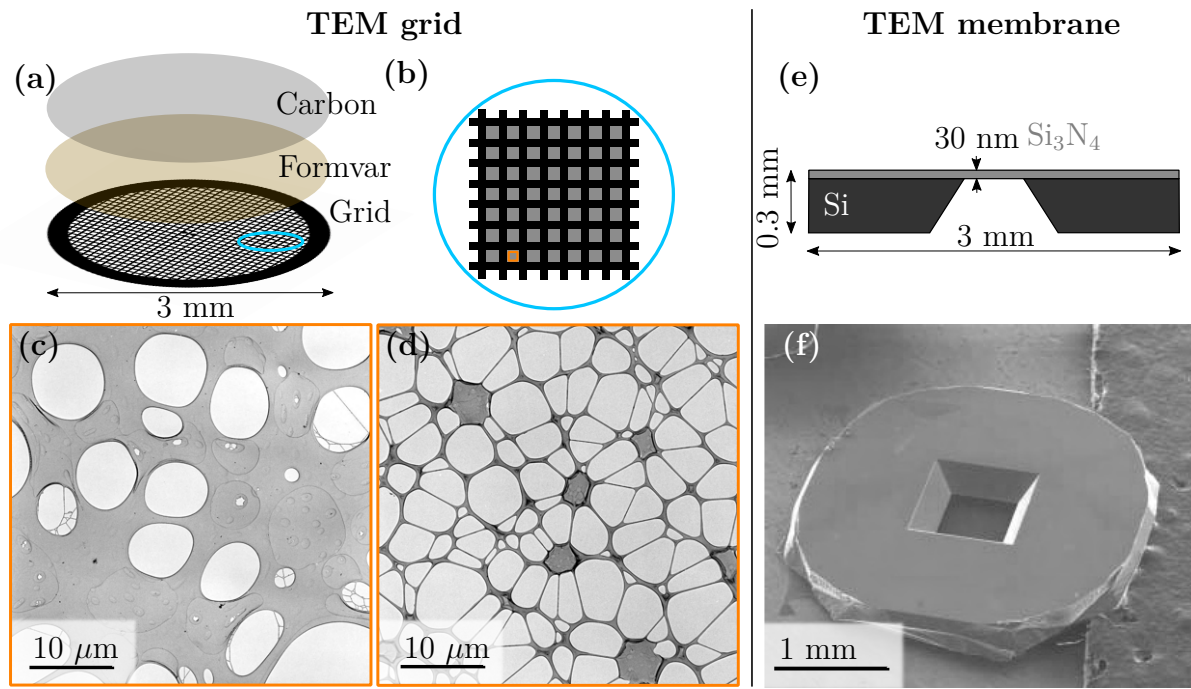 TEM grid
TEM membrane
(a)
Carbon
Formvar
Grid
3 mm
(b)
(e)
30 nm Si₃N₄
0.3 mm
Si
3 mm
(c)
10 μm
(d)
10 μm
(f)
1 mm